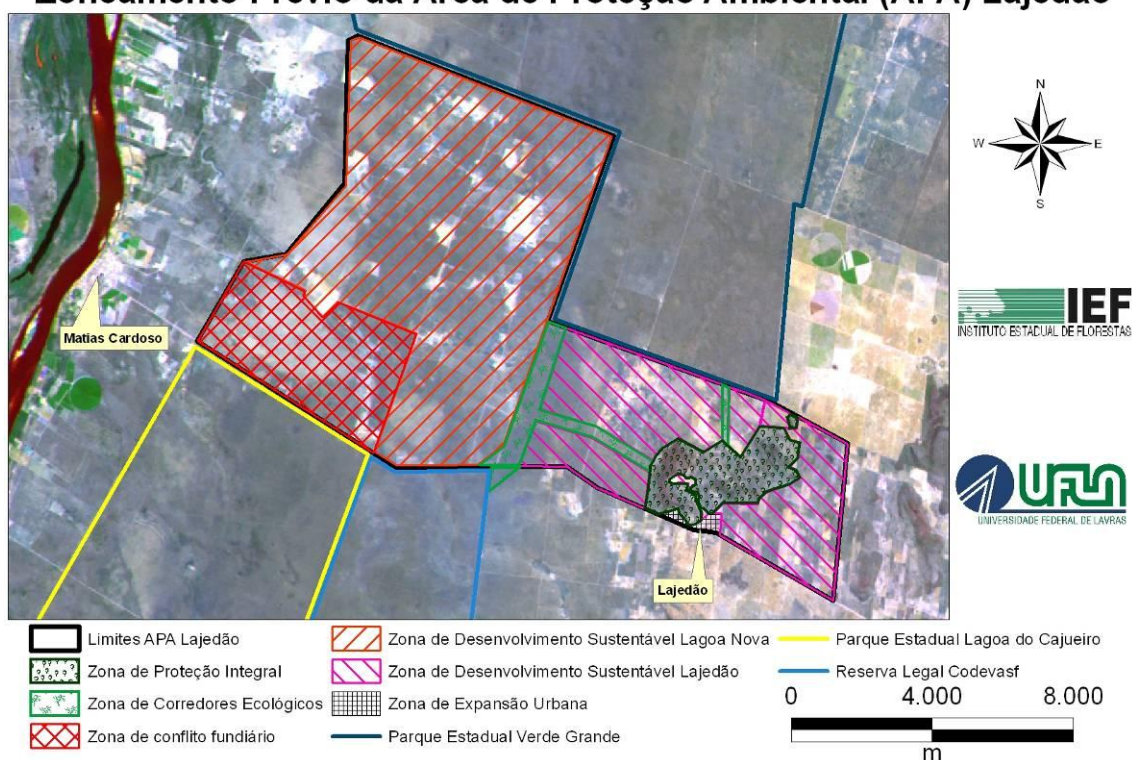 Zoneamento Prévio da Área de Proteção Ambiental (APA) Lajedão
N
W
E
S
Matias Cardoso
IEF
INSTITUTO ESTADUAL DE FLORESTAS
UFLA
UNIVERSIDADE FEDERAL DE LAVRAS
Lajedão
Limites APA Lajedão
Zona de Proteção Integral
Zona de Corredores Ecológicos
Zona de conflito fundiário
Zona de Desenvolvimento Sustentável Lagoa Nova
Zona de Desenvolvimento Sustentável Lajedão
Zona de Expansão Urbana
Parque Estadual Verde Grande
Parque Estadual Lagoa do Cajueiro
Reserva Legal Codevasf
0 4.000 8.000
m